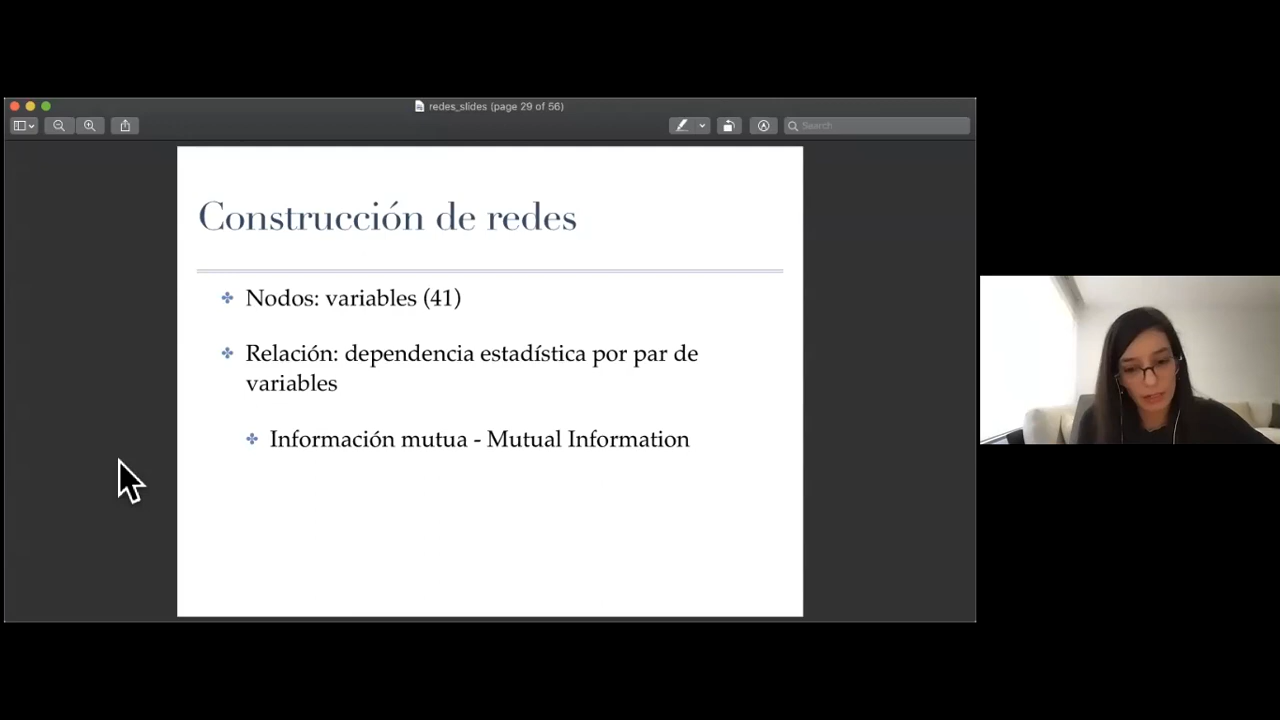 redes_slides (page 29 of 56)
Search
Construcción de redes
Nodos: variables (41)
Relación: dependencia estadística por par de
variables
Información mutua - Mutual Information